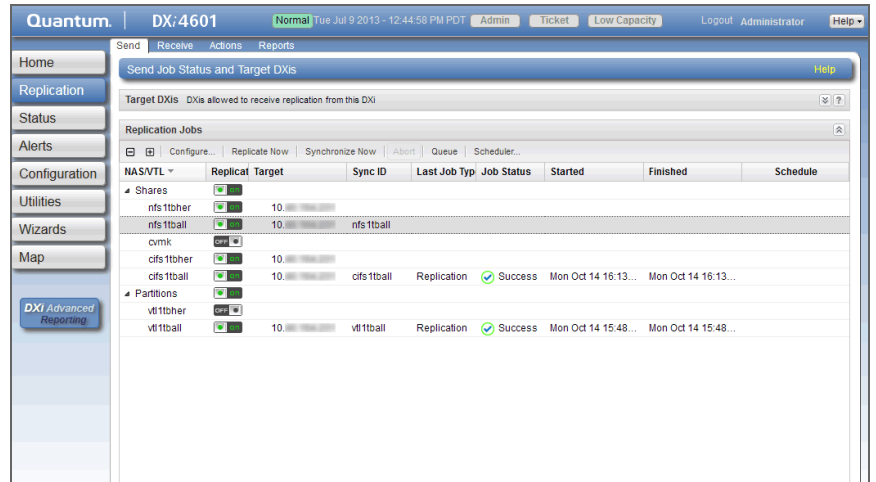 Quantum. DXi4601 Normal Tue Jul 9 2013 - 12:44:58 PM PDT Admin Ticket Low Capacity Logout Administrator Help
Send Receive Actions Reports
Home
Replication
Status
Alerts
Configuration
Utilities
Wizards
Map
DXi Advanced
Reporting
Send Job Status and Target DXis Help
Target DXis DXis allowed to receive replication from this DXi ?
Replication Jobs
Configure... Replicate Now Synchronize Now Abort Queue Scheduler...
NAS/VTL Replicat Target Sync ID Last Job Typ Job Status Started Finished Schedule
Shares on
nfs1tbher on 10.
nfs1tball on 10. nfs1tball
cvmk OFF
cifs1tbher on 10.
cifs1tball on 10. cifs1tball Replication Success Mon Oct 14 16:13... Mon Oct 14 16:13...
Partitions on
vtl1tbher OFF
vtl1tball on 10. vtl1tball Replication Success Mon Oct 14 15:48... Mon Oct 14 15:48...